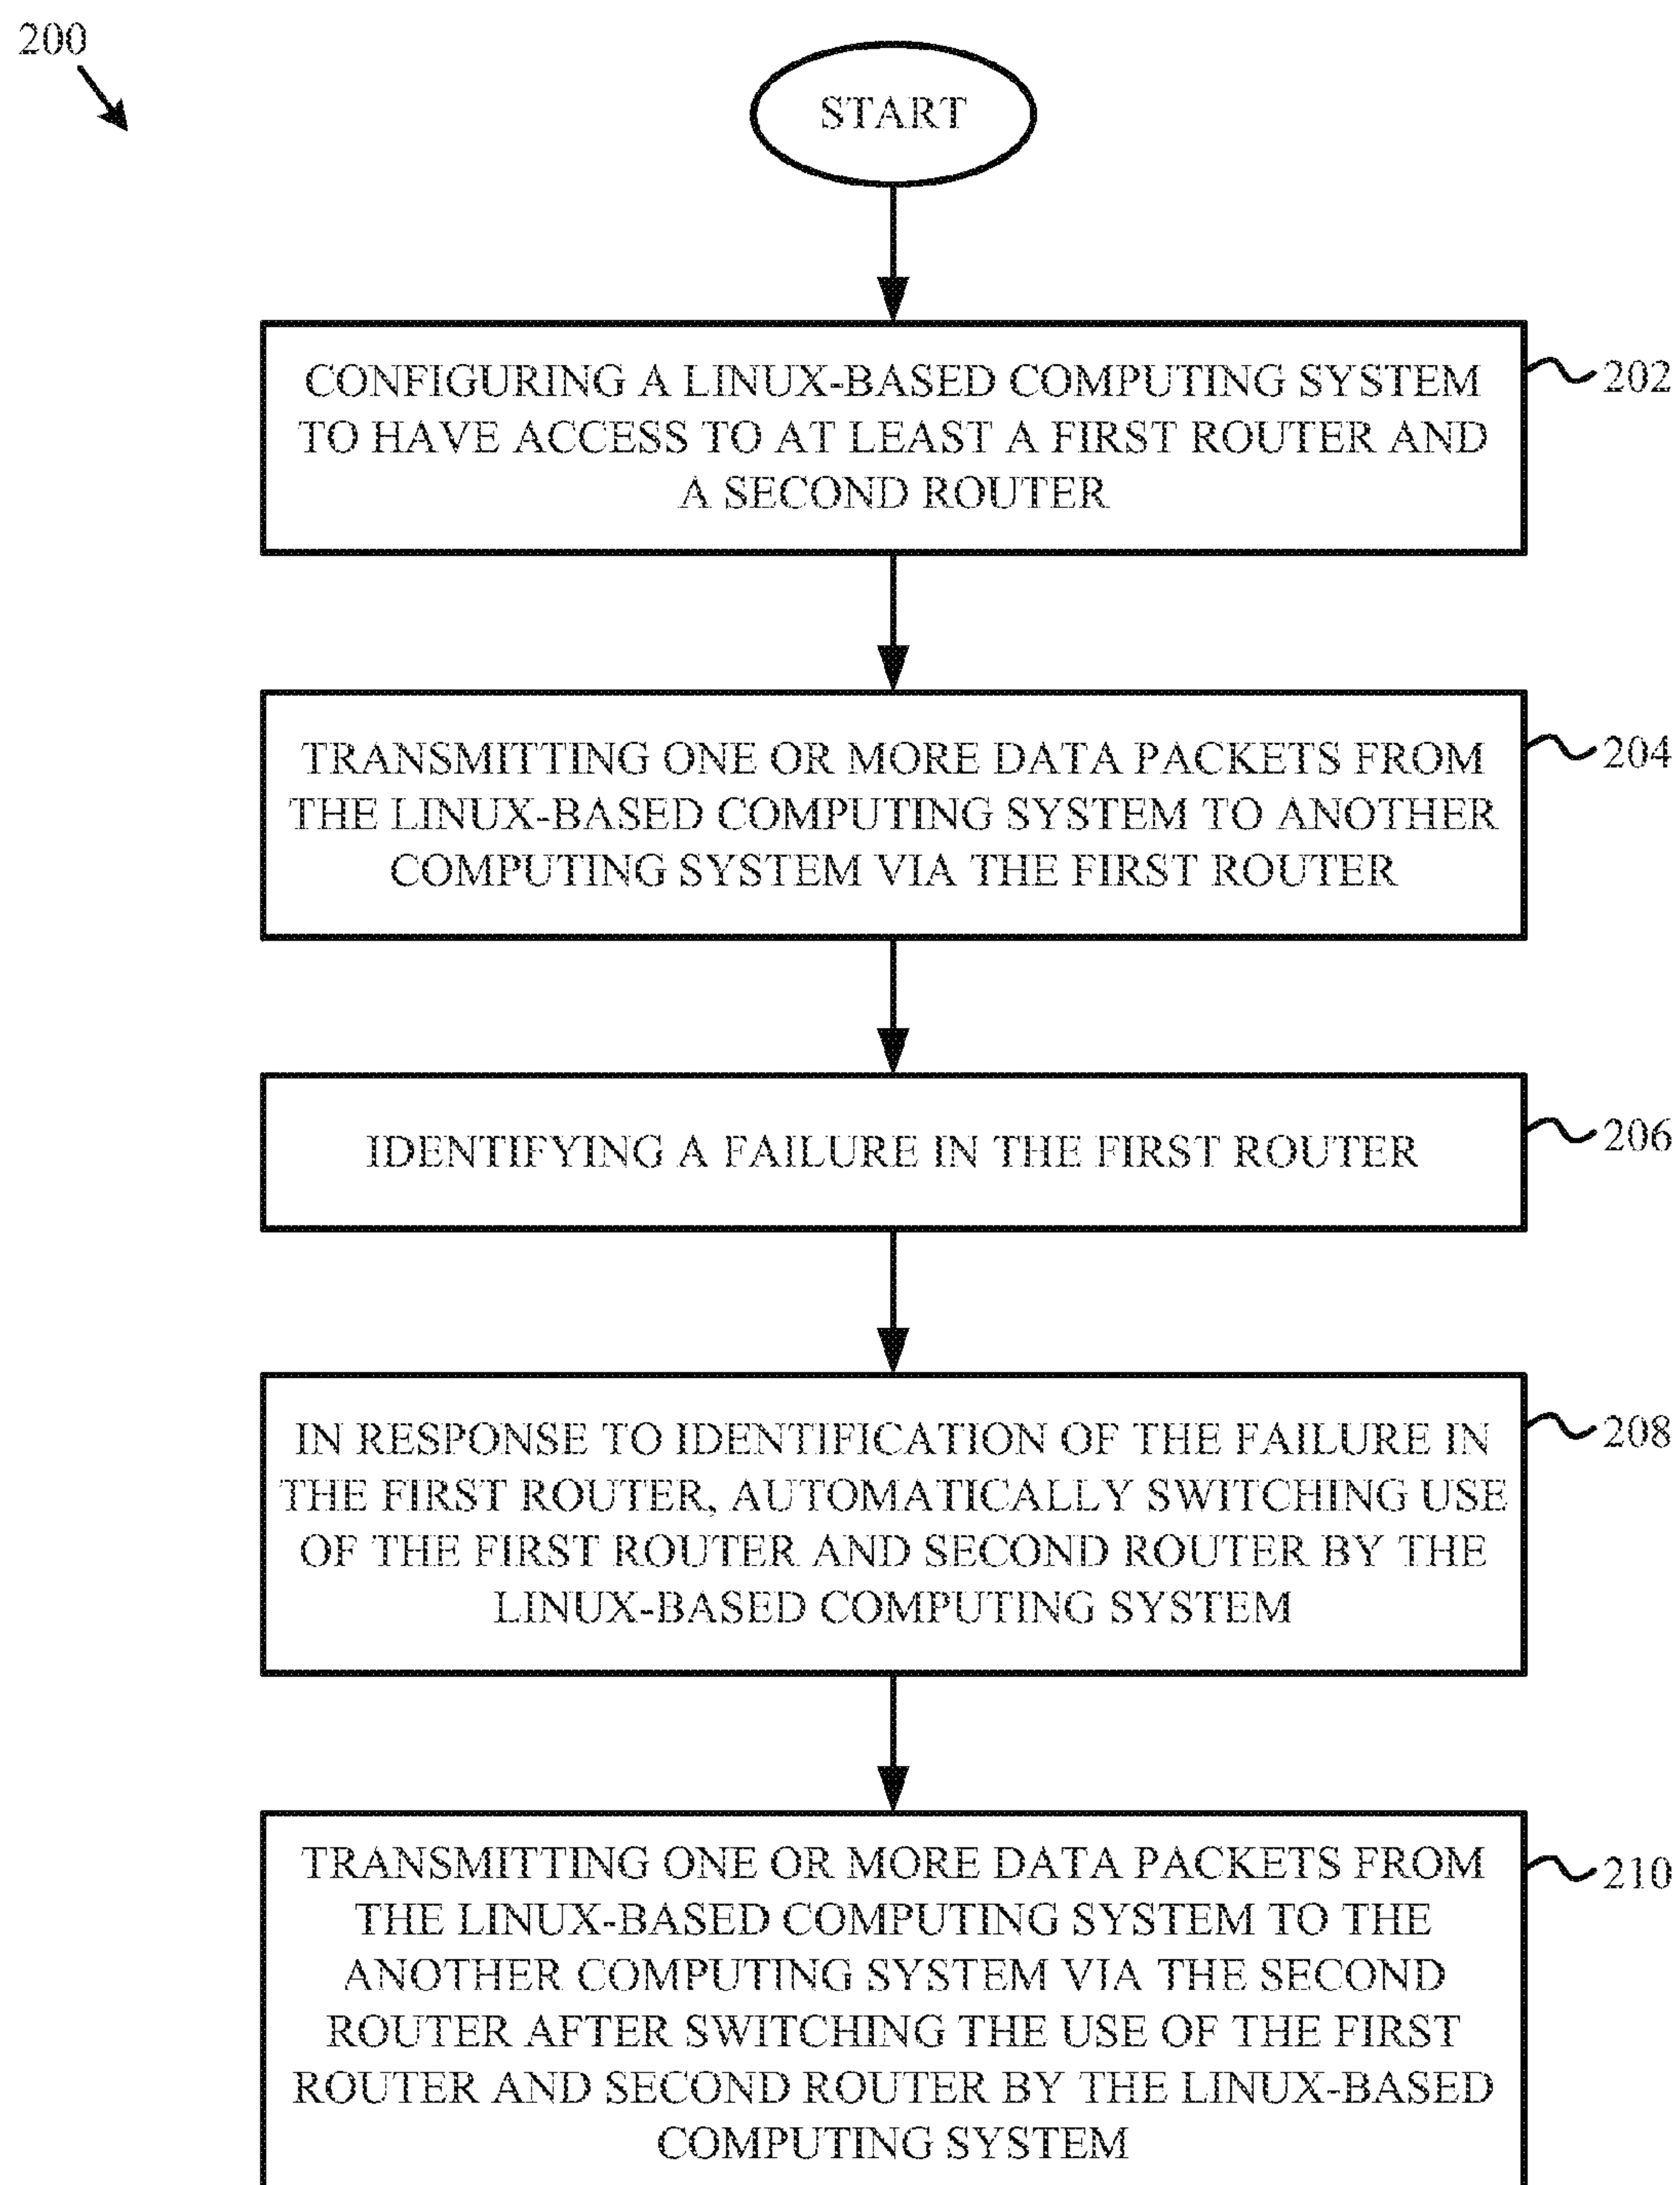 200
START
CONFIGURING A LINUX-BASED COMPUTING SYSTEM
TO HAVE ACCESS TO AT LEAST A FIRST ROUTER AND
A SECOND ROUTER
202
TRANSMITTING ONE OR MORE DATA PACKETS FROM
THE LINUX-BASED COMPUTING SYSTEM TO ANOTHER
COMPUTING SYSTEM VIA THE FIRST ROUTER
204
IDENTIFYING A FAILURE IN THE FIRST ROUTER
206
IN RESPONSE TO IDENTIFICATION OF THE FAILURE IN
THE FIRST ROUTER, AUTOMATICALLY SWITCHING USE
OF THE FIRST ROUTER AND SECOND ROUTER BY THE
LINUX-BASED COMPUTING SYSTEM
208
TRANSMITTING ONE OR MORE DATA PACKETS FROM
THE LINUX-BASED COMPUTING SYSTEM TO THE
ANOTHER COMPUTING SYSTEM VIA THE SECOND
ROUTER AFTER SWITCHING THE USE OF THE FIRST
ROUTER AND SECOND ROUTER BY THE LINUX-BASED
COMPUTING SYSTEM
210